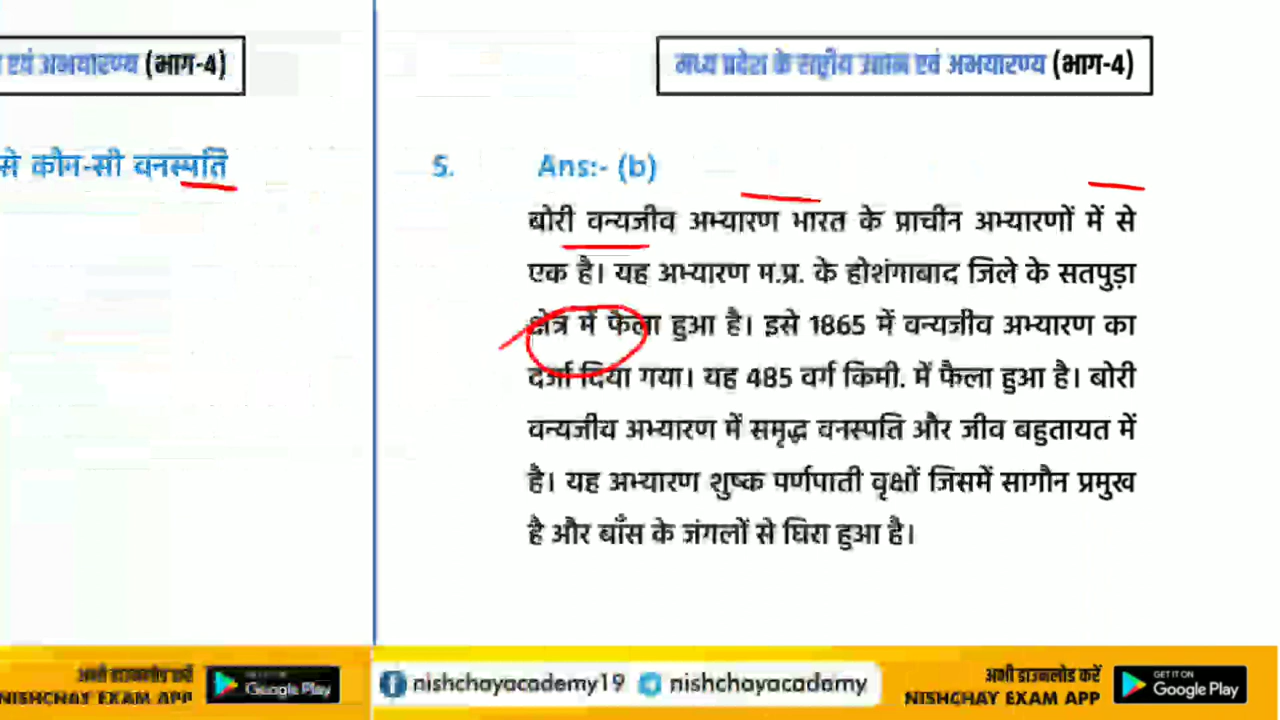 एवं अभयारण्य (भाग-4)
मध्य प्रदेश के राष्ट्रीय उद्यान एवं अभयारण्य (भाग-4)
से कौन-सी वनस्पति
5. Ans:- (b)
बोरी वन्यजीव अभ्यारण भारत के प्राचीन अभ्यारणों में से
एक है। यह अभ्यारण म.प्र. के होशंगाबाद जिले के सतपुड़ा
क्षेत्र में फैला हुआ है। इसे 1865 में वन्यजीव अभ्यारण का
दर्जा दिया गया। यह 485 वर्ग किमी. में फैला हुआ है। बोरी
वन्यजीव अभ्यारण में समृद्ध वनस्पति और जीव बहुतायत में
है। यह अभ्यारण शुष्क पर्णपाती वृक्षों जिसमें सागौन प्रमुख
है और बाँस के जंगलों से घिरा हुआ है।
अभी डाउनलोड करें
NISHCHAY EXAM APP
Google Play
nishchayacademy19
nishchayacademy
अभी डाउनलोड करें
NISHCHAY EXAM APP
GET IT ON
Google Play